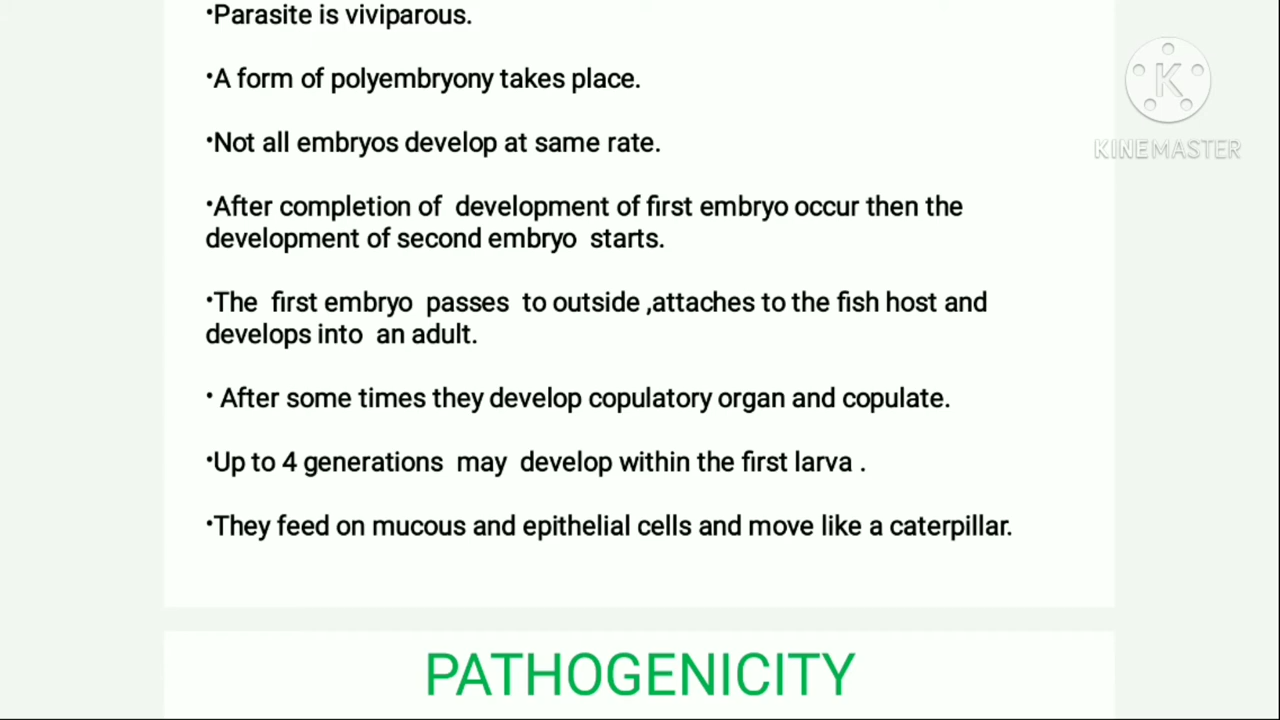 •Parasite is viviparous.
•A form of polyembryony takes place.
•Not all embryos develop at same rate.
•After completion of  development of first embryo occur then the
development of second embryo  starts.
•The  first embryo  passes  to outside ,attaches to the fish host and
develops into  an adult.
• After some times they develop copulatory organ and copulate.
•Up to 4 generations  may  develop within the first larva .
•They feed on mucous and epithelial cells and move like a caterpillar.
PATHOGENICITY
K
KINEMASTER